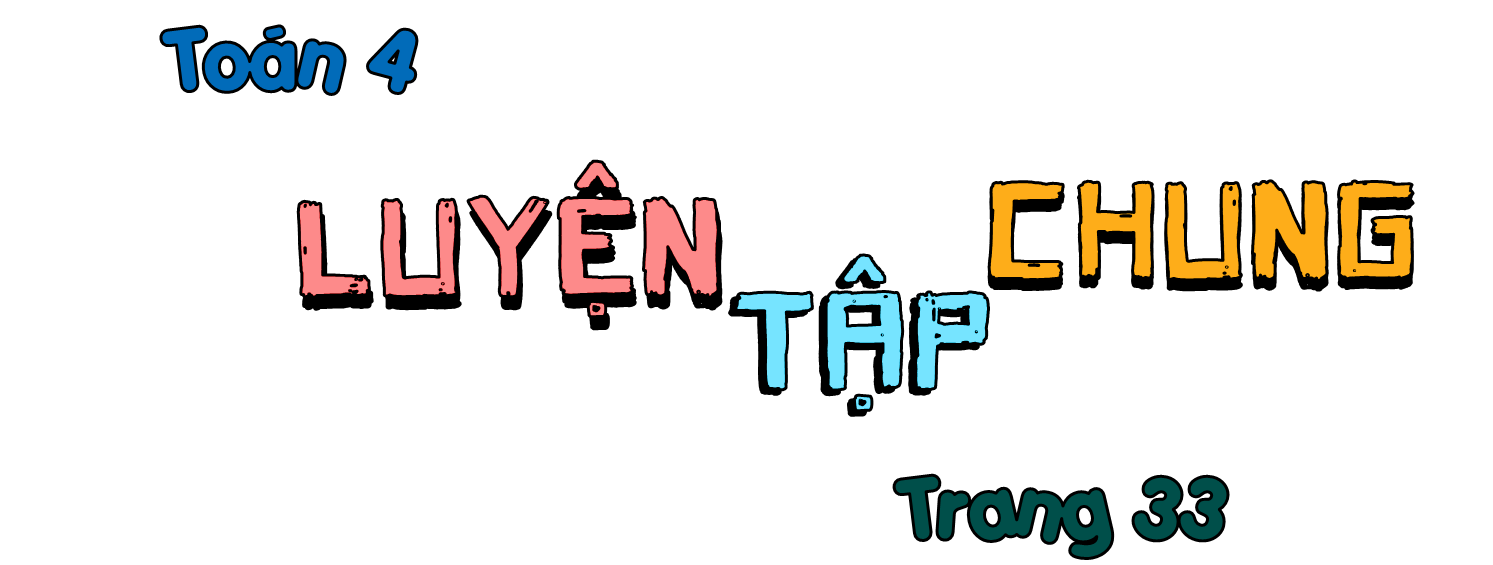 Toán 4
LUYỆN TẬP CHUNG
Trang 33